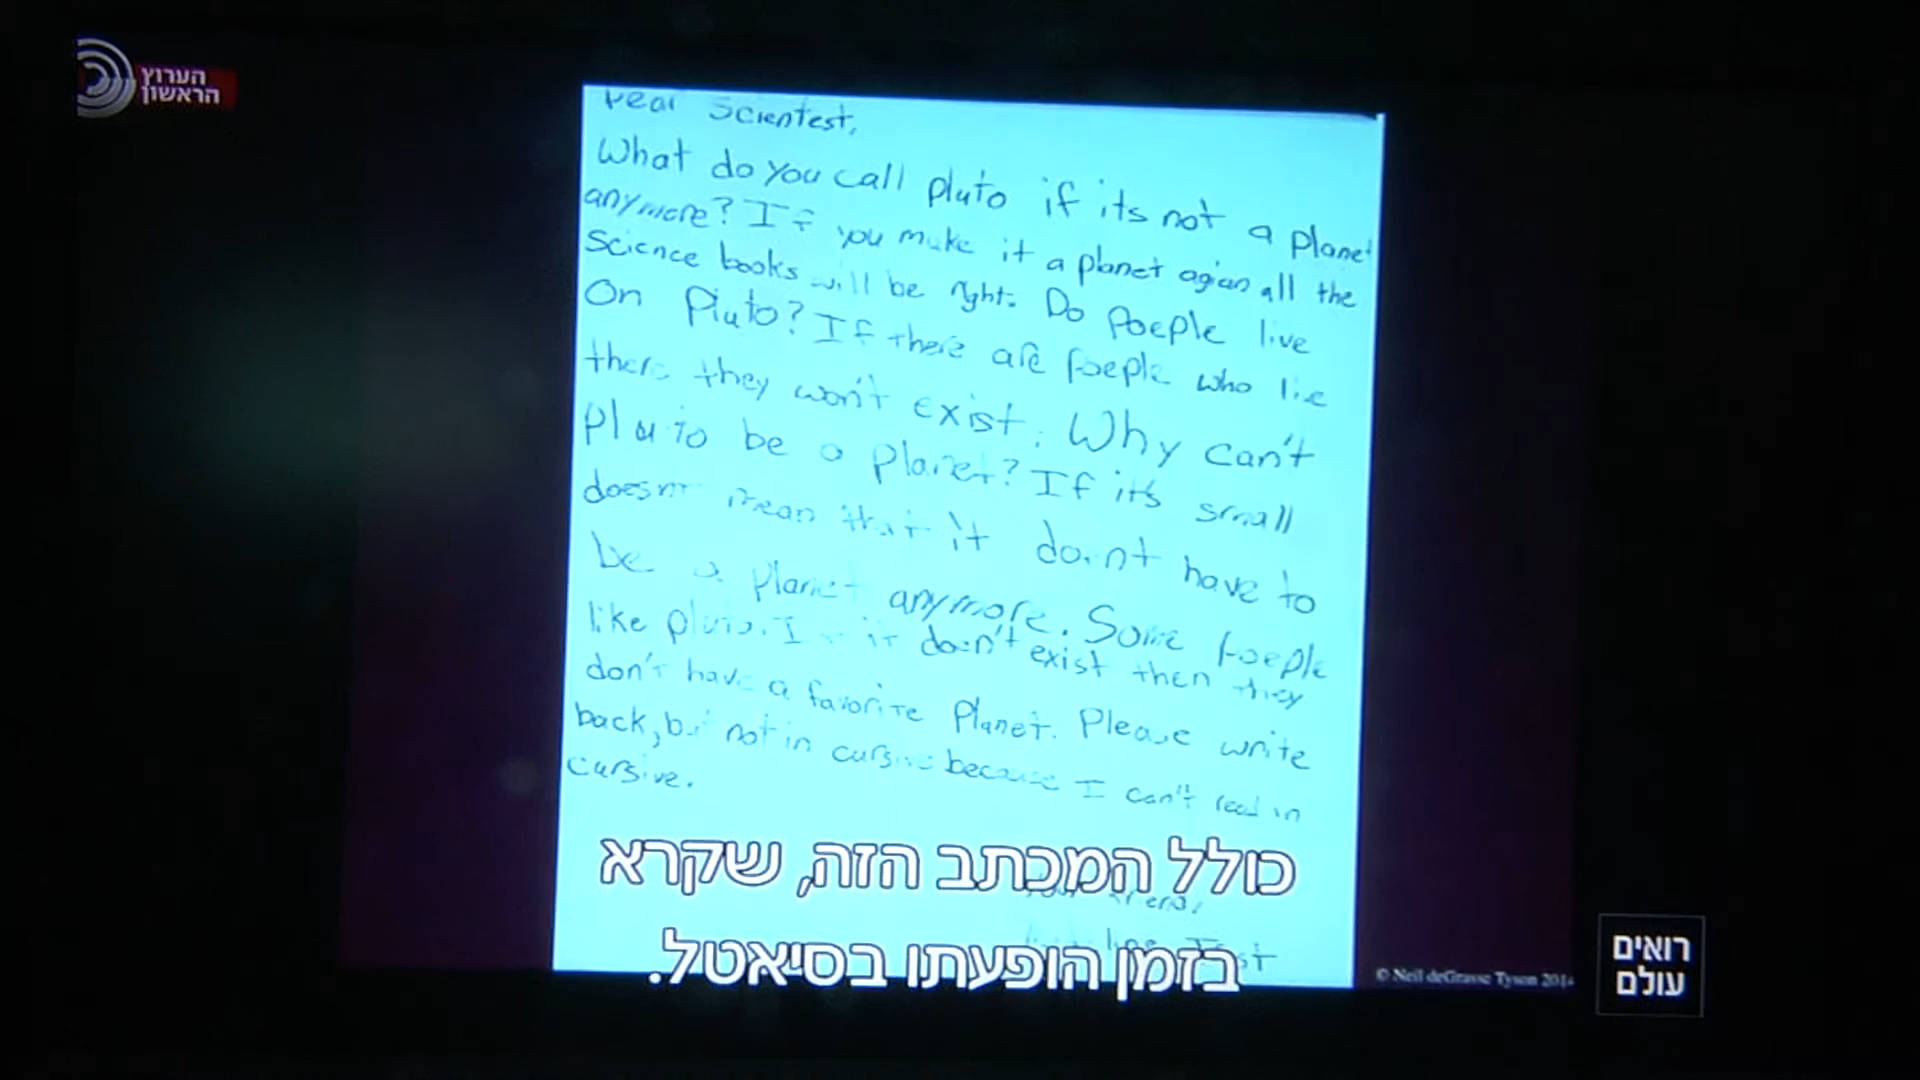 הערוץ
הראשון
Dear Scientest,
What do you call pluto if its not a planet
anymore? If you make it a planet agian all the
Science books will be right. Do Poeple live
On Pluto? If there are Poeple who live
there they won't exist. Why can't
pluto be a planet? If it's small
doesnt mean that it dosn't have to
be a planet anymore. Some poeple
like pluto. If it dosn't exist then they
don't have a favorite Planet. Please write
back, but not in cursive because I can't read in
cursive.
כולל המכתב הזה, שקרא
בזמן הופעתו בסיאטל.
© Neil deGrasse Tyson 2014
רואים
עולם